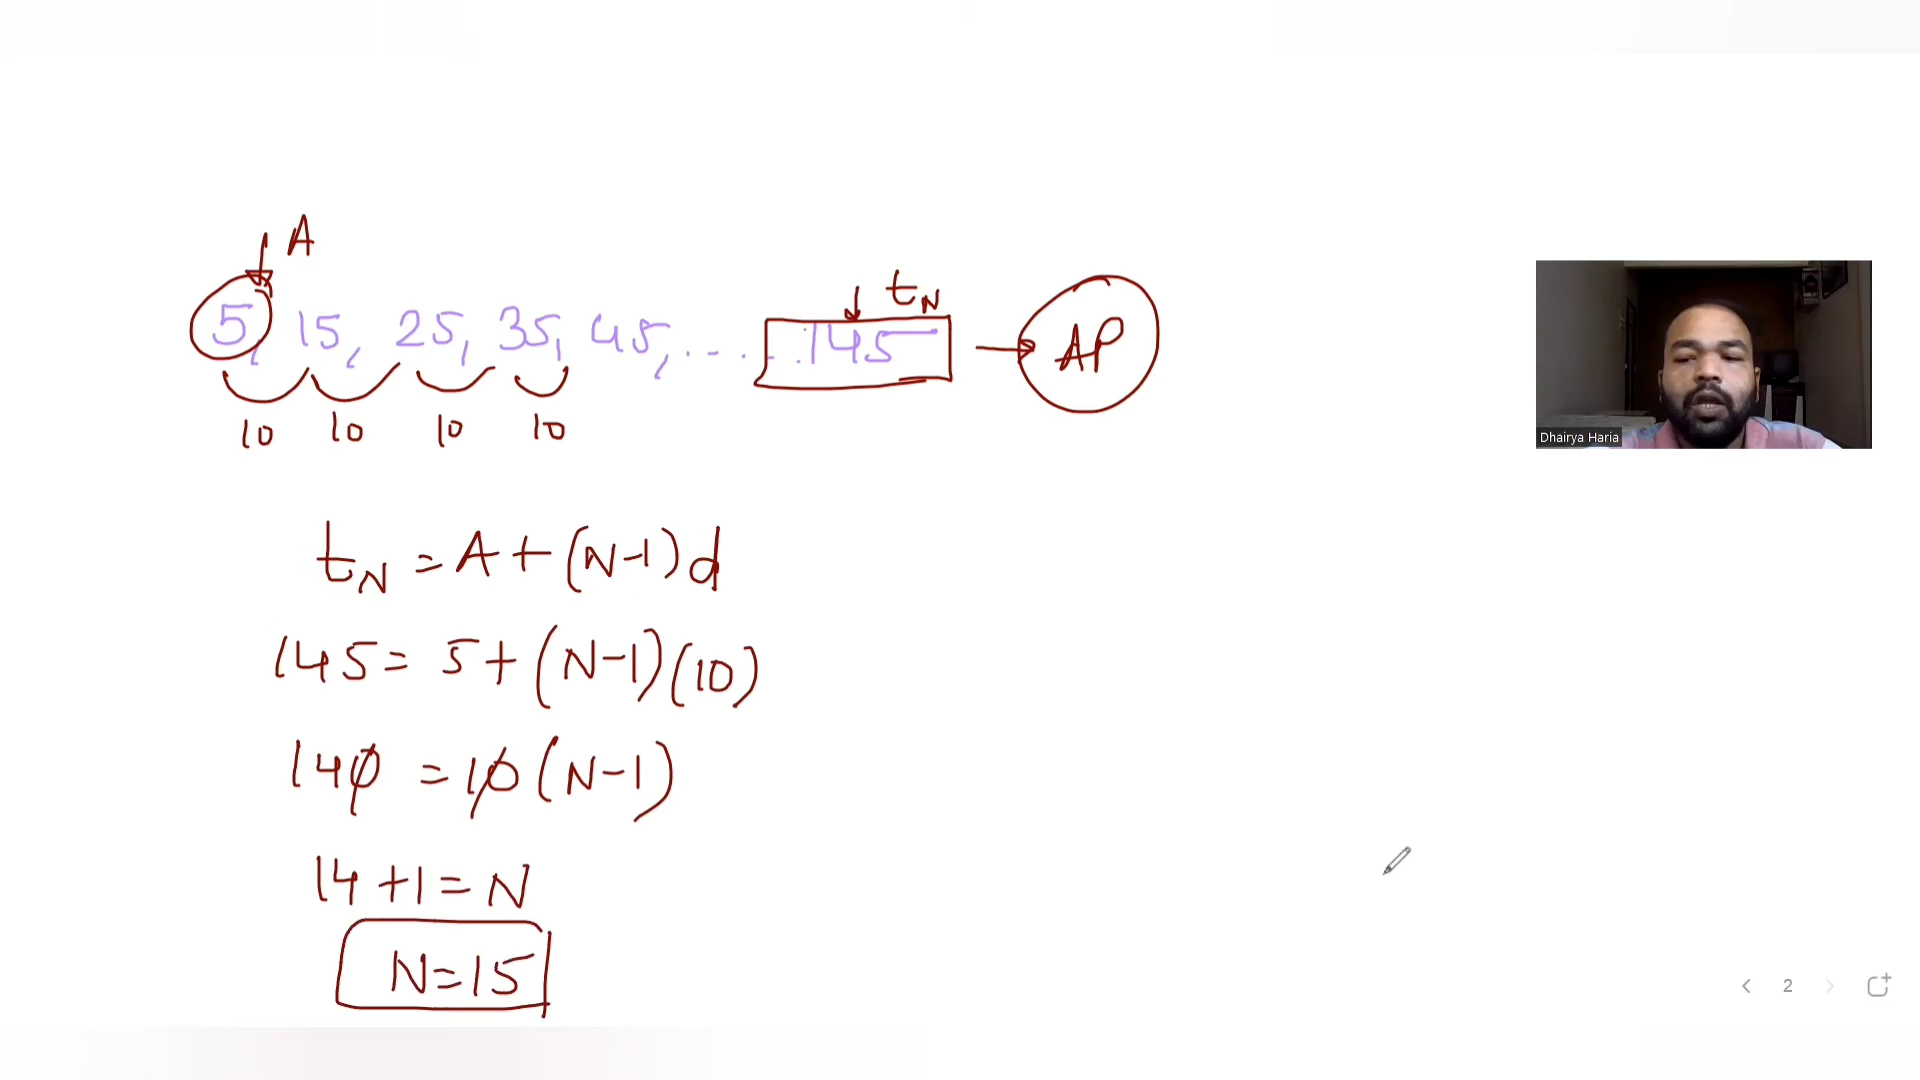 A
tN
5, 15, 25, 35, 45, ...... 145 → AP
10 10 10 10
tN = A + (N-1) d
145 = 5 + (N-1) (10)
140 = 10 (N-1)
14 + 1 = N
N = 15
Dhairya Haria
2